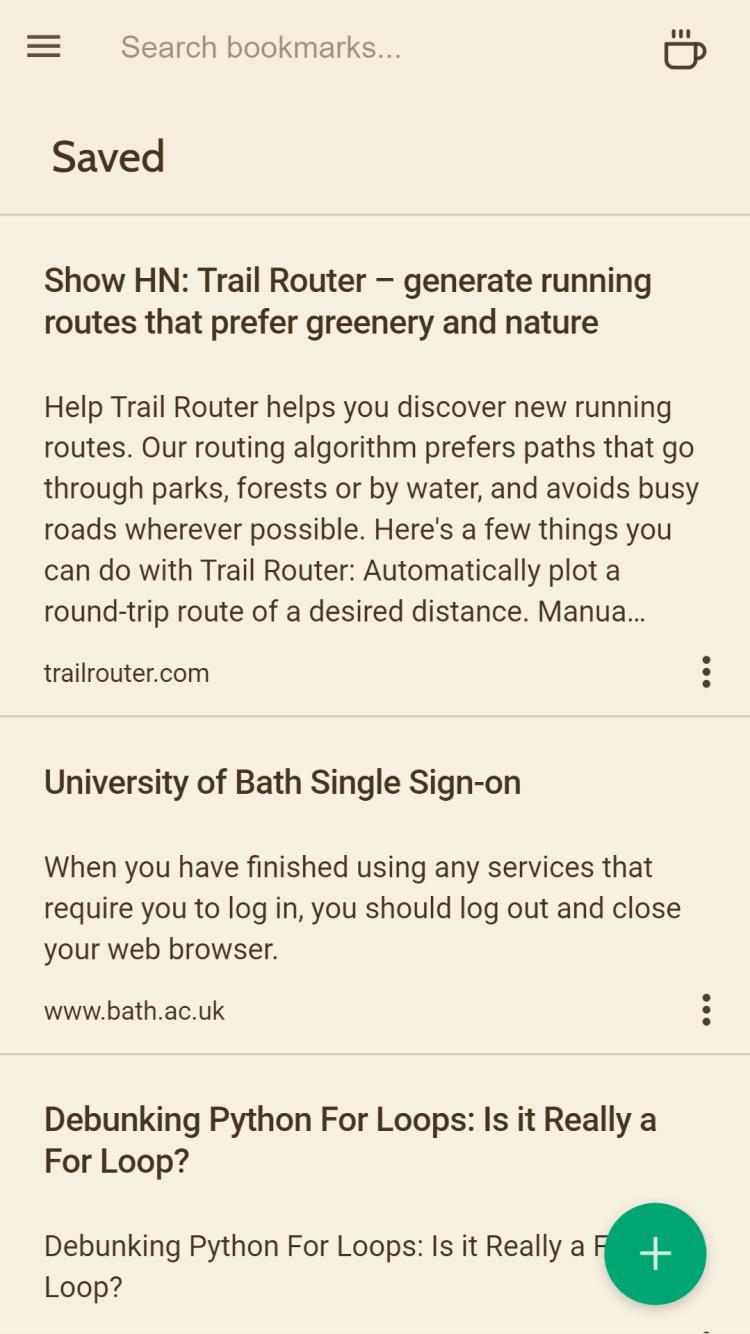 Search bookmarks...
Saved
Show HN: Trail Router – generate running
routes that prefer greenery and nature
Help Trail Router helps you discover new running
routes. Our routing algorithm prefers paths that go
through parks, forests or by water, and avoids busy
roads wherever possible. Here's a few things you
can do with Trail Router: Automatically plot a
round-trip route of a desired distance. Manua...
trailrouter.com
University of Bath Single Sign-on
When you have finished using any services that
require you to log in, you should log out and close
your web browser.
www.bath.ac.uk
Debunking Python For Loops: Is it Really a
For Loop?
Debunking Python For Loops: Is it Really a
Loop?